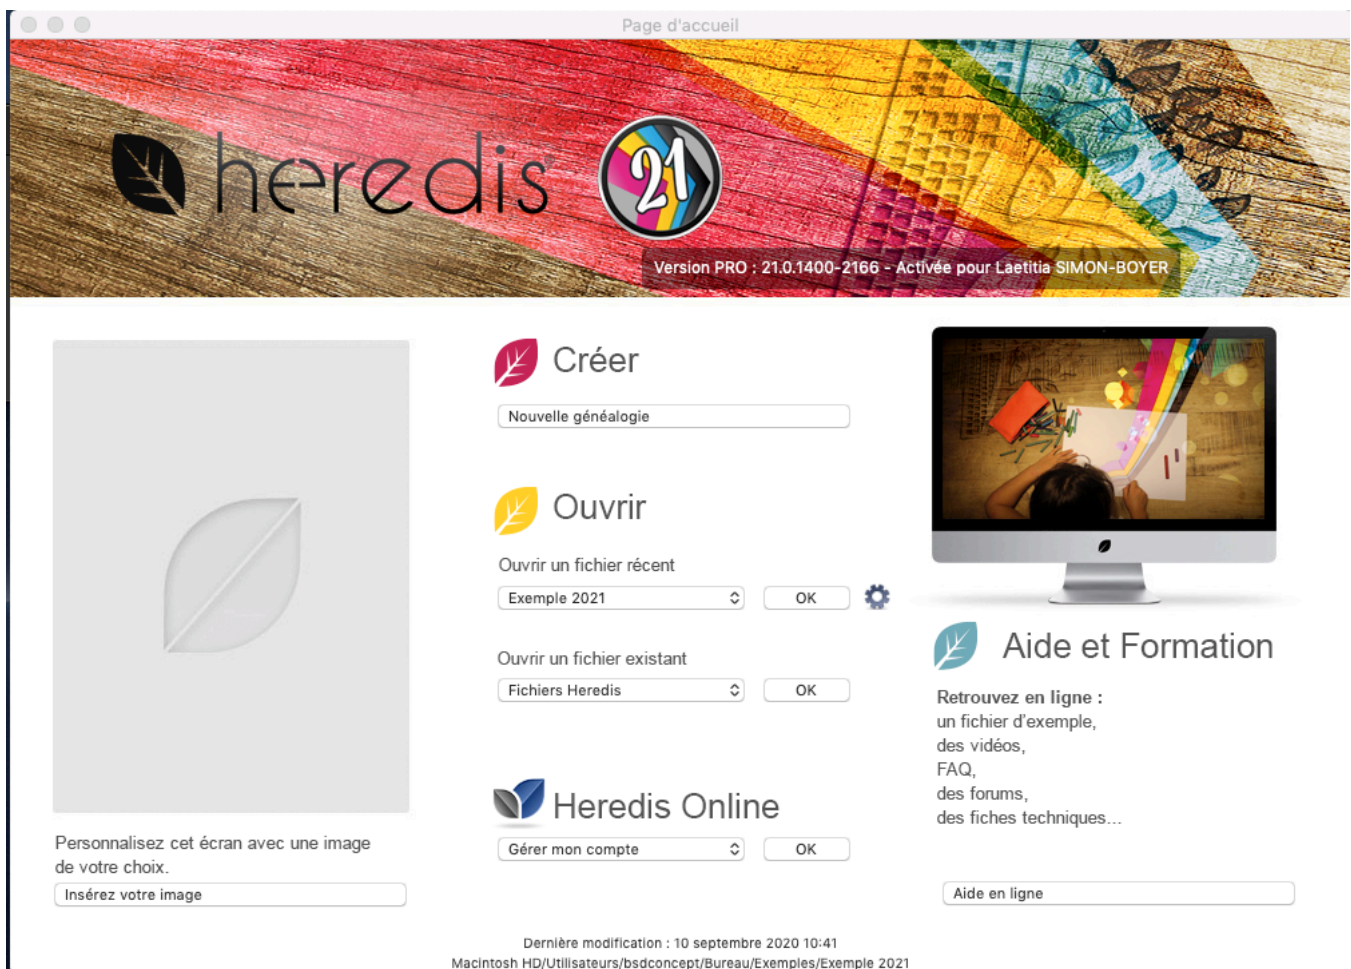 Page d'accueil
heredis
21
Version PRO : 21.0.1400-2166 - Activée pour Laetitia SIMON-BOYER
Créer
Nouvelle généalogie
Ouvrir
Ouvrir un fichier récent
Exemple 2021
OK
Ouvrir un fichier existant
Fichiers Heredis
OK
Heredis Online
Gérer mon compte
OK
Personnalisez cet écran avec une image
de votre choix.
Insérez votre image
Aide et Formation
Retrouvez en ligne :
un fichier d'exemple,
des vidéos,
FAQ,
des forums,
des fiches techniques...
Aide en ligne
Dernière modification : 10 septembre 2020 10:41
Macintosh HD/Utilisateurs/bsdconcept/Bureau/Exemples/Exemple 2021